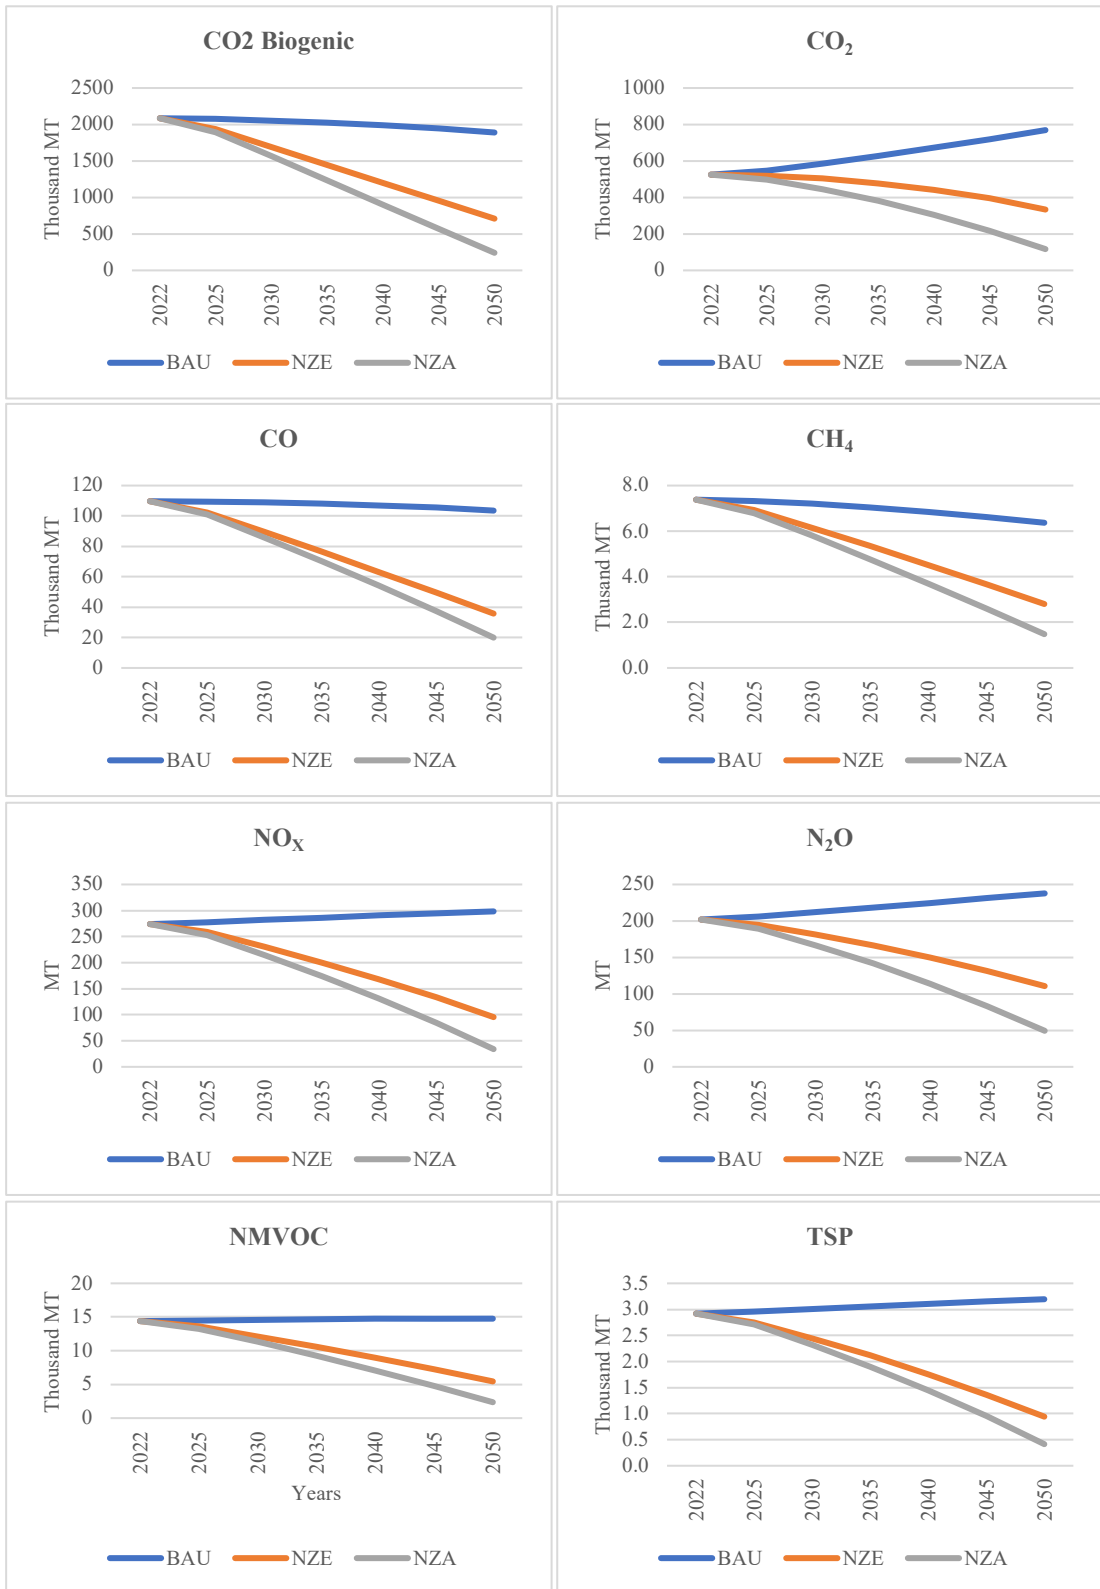 CO2 Biogenic
Thousand MT
2500
2000
1500
1000
500
0
2022 2025 2030 2035 2040 2045 2050
BAU NZE NZA
CO₂
Thousand MT
1000
800
600
400
200
0
2022 2025 2030 2035 2040 2045 2050
BAU NZE NZA
CO
Thousand MT
120
100
80
60
40
20
0
2022 2025 2030 2035 2040 2045 2050
BAU NZE NZA
CH₄
Thusand MT
8.0
6.0
4.0
2.0
0.0
2022 2025 2030 2035 2040 2045 2050
BAU NZE NZA
NOX
MT
350
300
250
200
150
100
50
0
2022 2025 2030 2035 2040 2045 2050
BAU NZE NZA
N₂O
MT
250
200
150
100
50
0
2022 2025 2030 2035 2040 2045 2050
BAU NZE NZA
NMVOC
Thousand MT
20
15
10
5
0
2022 2025 2030 2035 2040 2045 2050
Years
BAU NZE NZA
TSP
Thousand MT
3.5
3.0
2.5
2.0
1.5
1.0
0.5
0.0
2022 2025 2030 2035 2040 2045 2050
BAU NZE NZA